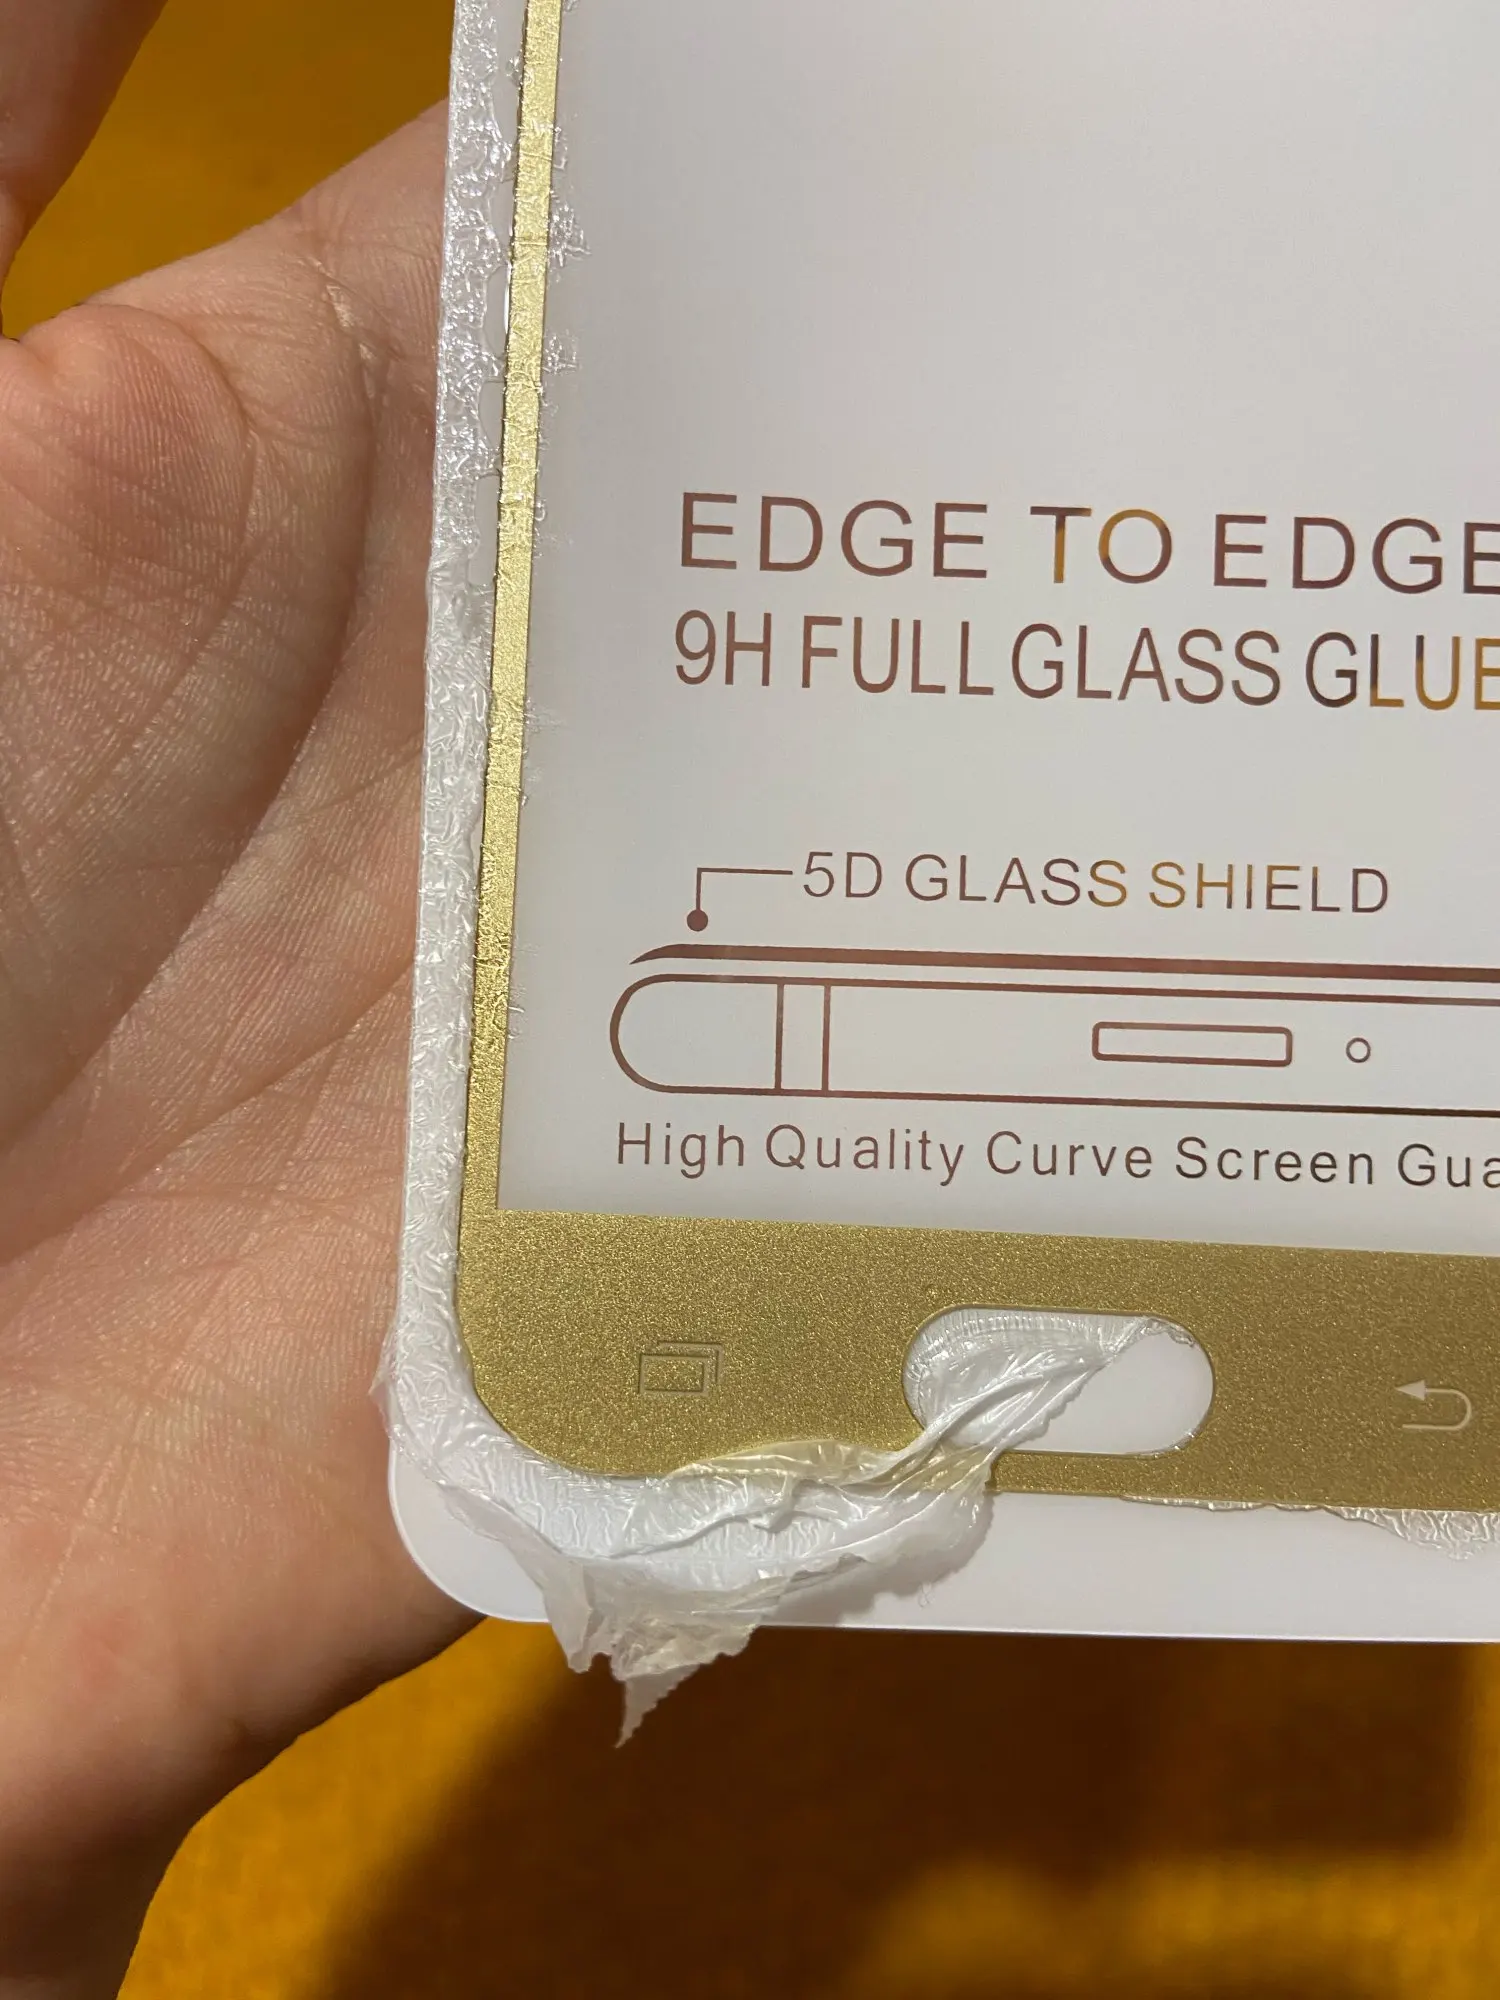 EDGE TO EDGE
9H FULL GLASS GLUE
5D GLASS SHIELD
High Quality Curve Screen